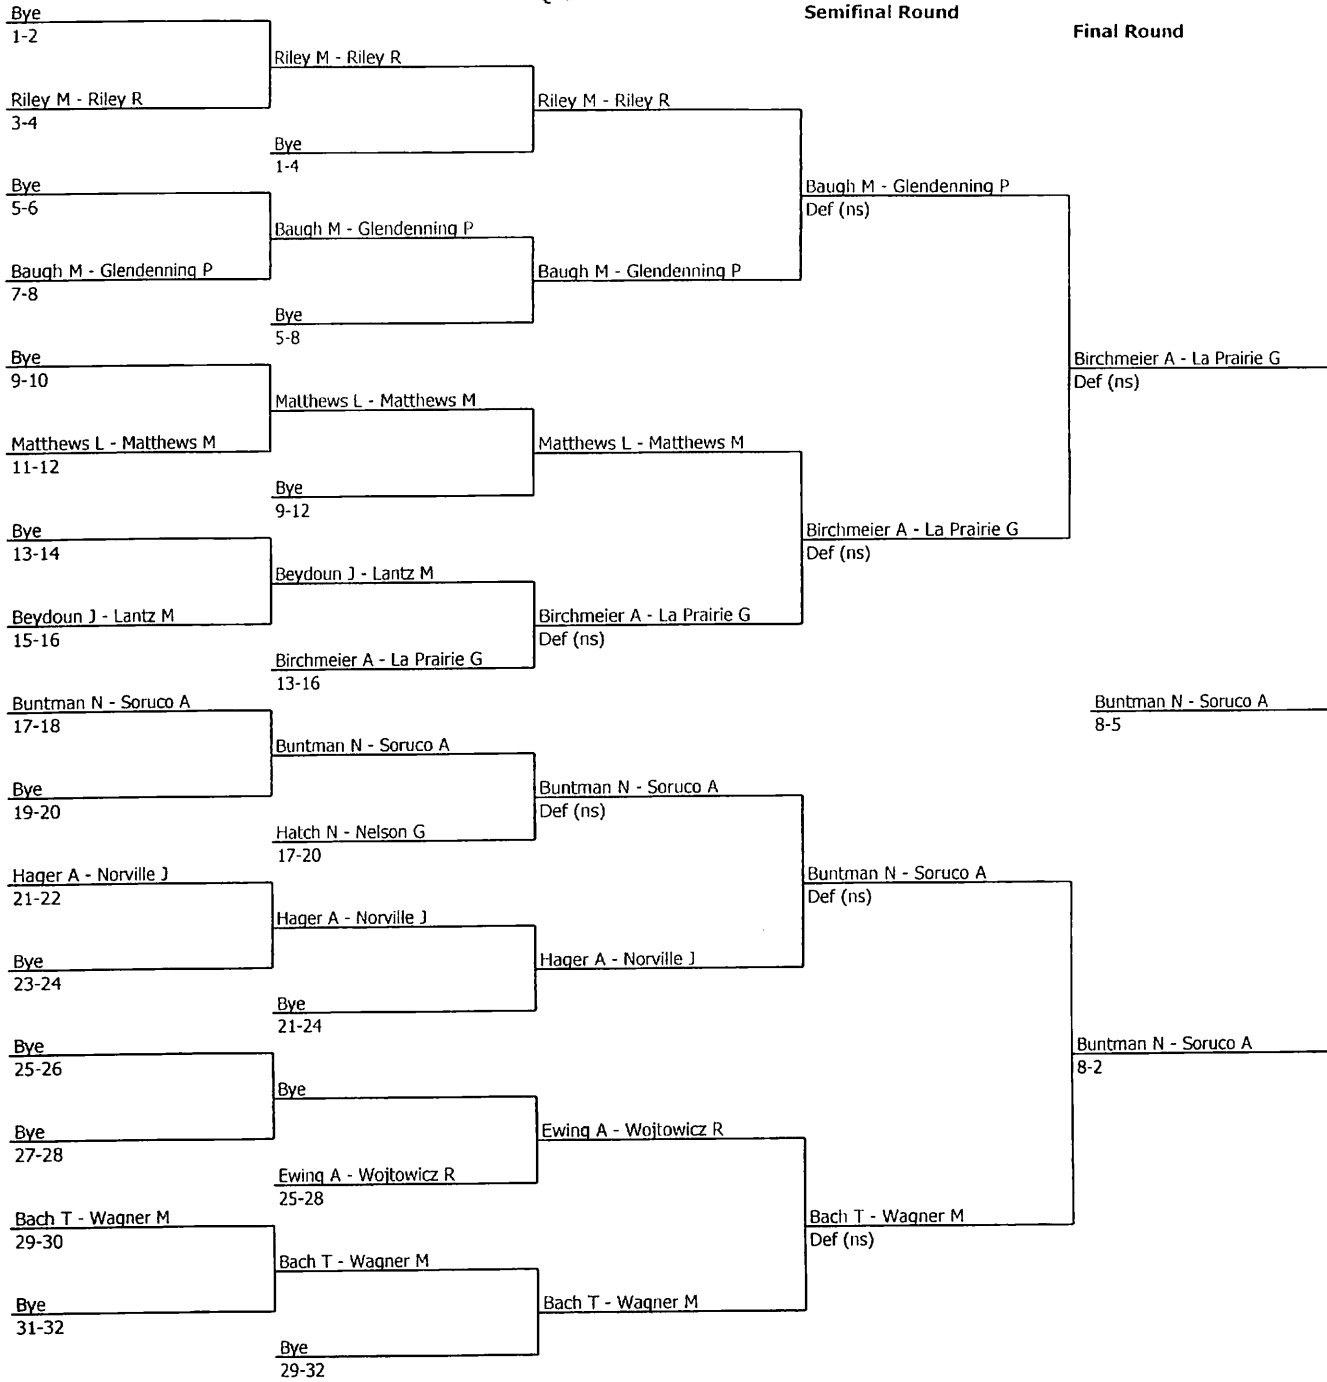 Semifinal Round
Final Round
Bye
1-2
Riley M - Riley R
3-4
Bye
5-6
Baugh M - Glendenning P
7-8
Bye
9-10
Matthews L - Matthews M
11-12
Bye
13-14
Beydoun J - Lantz M
15-16
Buntman N - Soruco A
17-18
Bye
19-20
Hager A - Norville J
21-22
Bye
23-24
Bye
25-26
Bye
27-28
Bach T - Wagner M
29-30
Bye
31-32
Riley M - Riley R
Bye
1-4
Baugh M - Glendenning P
Bye
5-8
Matthews L - Matthews M
Bye
9-12
Beydoun J - Lantz M
Birchmeier A - La Prairie G
13-16
Buntman N - Soruco A
Hatch N - Nelson G
17-20
Hager A - Norville J
Bye
21-24
Bye
Ewing A - Wojtowicz R
25-28
Bach T - Wagner M
Bye
29-32
Riley M - Riley R
Baugh M - Glendenning P
Matthews L - Matthews M
Birchmeier A - La Prairie G
Def (ns)
Buntman N - Soruco A
Def (ns)
Hager A - Norville J
Ewing A - Wojtowicz R
Bach T - Wagner M
Baugh M - Glendenning P
Def (ns)
Birchmeier A - La Prairie G
Def (ns)
Buntman N - Soruco A
Def (ns)
Bach T - Wagner M
Def (ns)
Birchmeier A - La Prairie G
Def (ns)
Buntman N - Soruco A
8-5
Buntman N - Soruco A
8-2